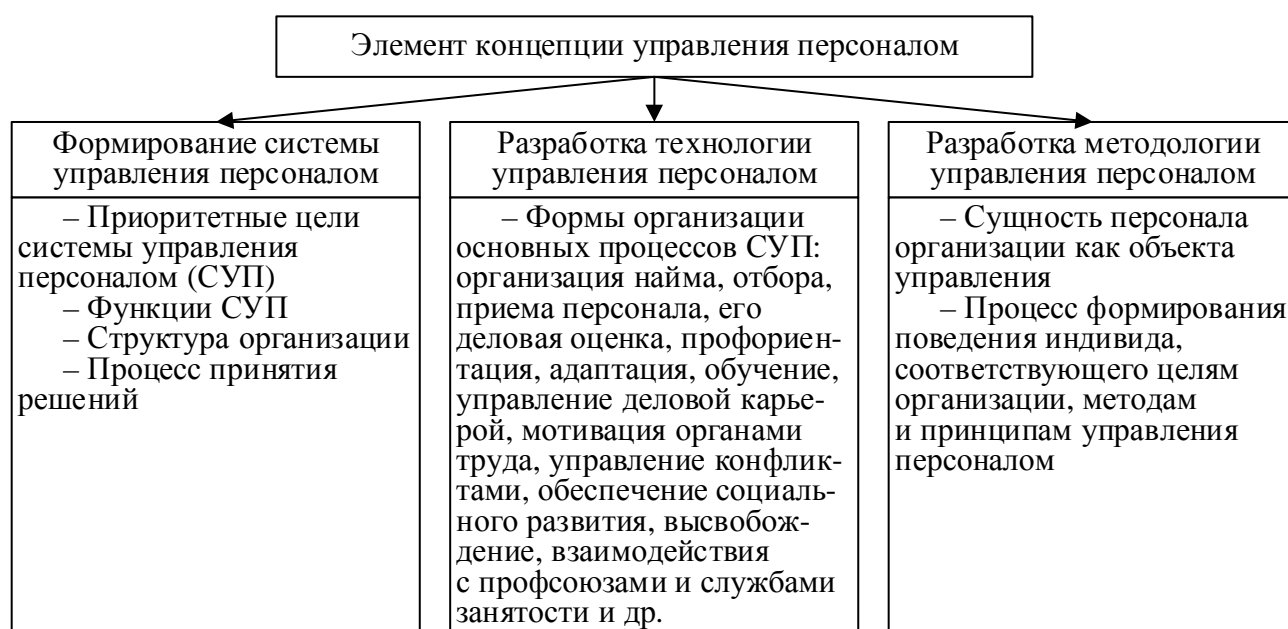 Элемент концепции управления персоналом
Формирование системы
управления персоналом
– Приоритетные цели
системы управления
персоналом (СУП)
– Функции СУП
– Структура организации
– Процесс принятия
решений
Разработка технологии
управления персоналом
– Формы организации
основных процессов СУП:
организация найма, отбора,
приема персонала, его
деловая оценка, профориен-
тация, адаптация, обучение,
управление деловой карье-
рой, мотивация органами
труда, управление конфлик-
тами, обеспечение социаль-
ного развития, высвобож-
дение, взаимодействия
с профсоюзами и службами
занятости и др.
Разработка методологии
управления персоналом
– Сущность персонала
организации как объекта
управления
– Процесс формирования
поведения индивида,
соответствующего целям
организации, методам
и принципам управления
персоналом